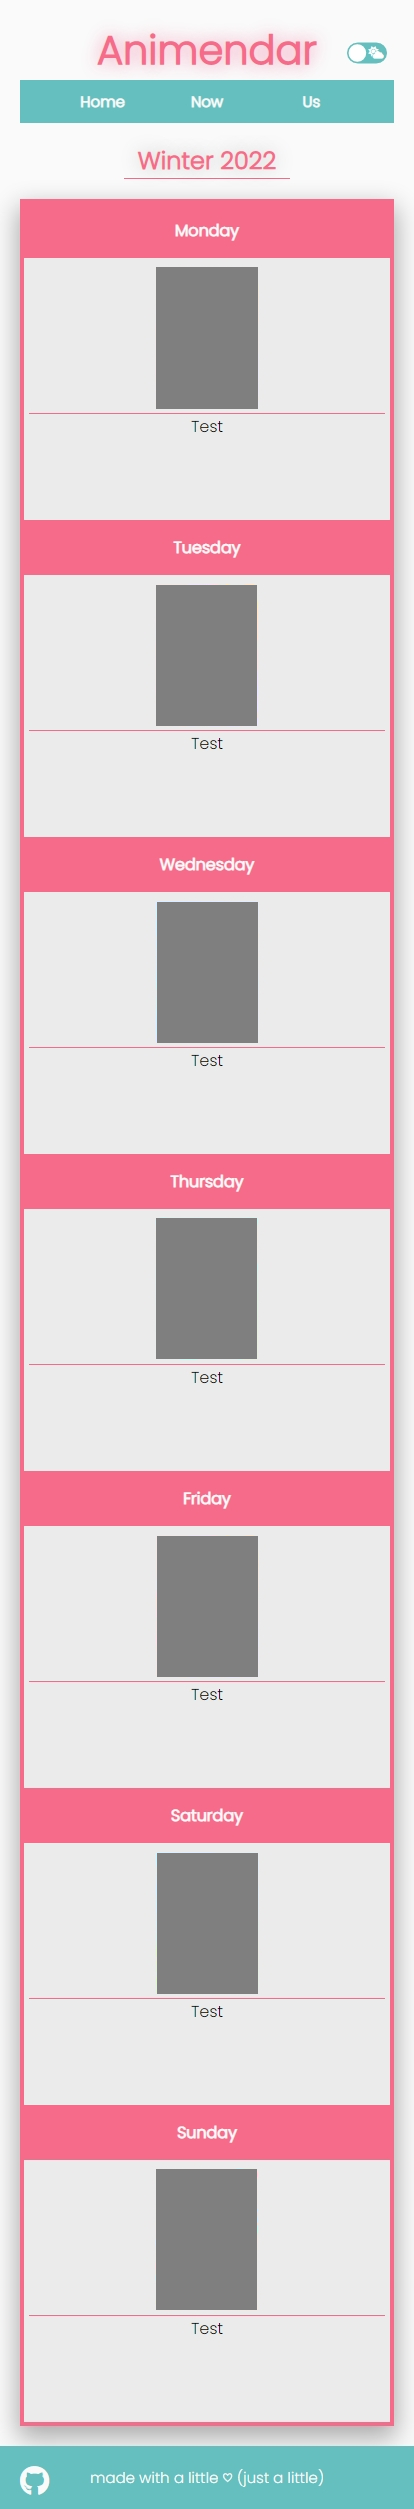 Animendar
Home Now Us
Winter 2022
Monday
Test
Tuesday
Test
Wednesday
Test
Thursday
Test
Friday
Test
Saturday
Test
Sunday
Test
made with a little ♡ (just a little)